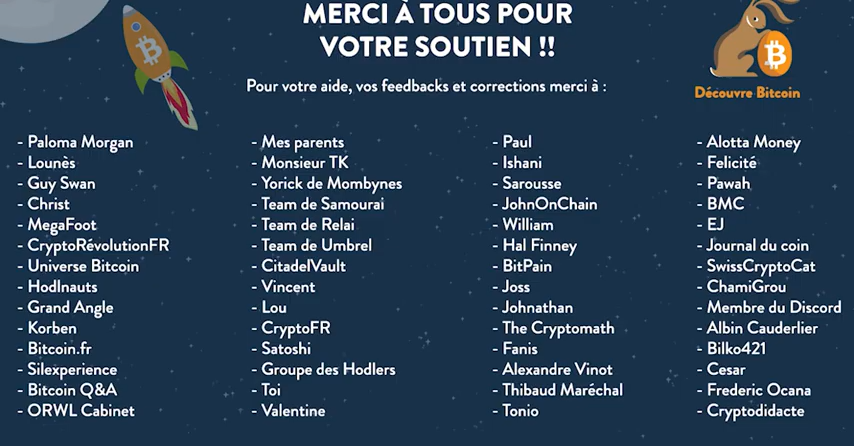 MERCI À TOUS POUR
VOTRE SOUTIEN !!
Pour votre aide, vos feedbacks et corrections merci à :
Découvre Bitcoin
- Paloma Morgan
- Lounès
- Guy Swan
- Christ
- MegaFoot
- CryptoRévolutionFR
- Universe Bitcoin
- Hodlnauts
- Grand Angle
- Korben
- Bitcoin.fr
- Silexperience
- Bitcoin Q&A
- ORWL Cabinet
- Mes parents
- Monsieur TK
- Yorick de Mombynes
- Team de Samourai
- Team de Relai
- Team de Umbrel
- CitadelVault
- Vincent
- Lou
- CryptoFR
- Satoshi
- Groupe des Hodlers
- Toi
- Valentine
- Paul
- Ishani
- Sarousse
- JohnOnChain
- William
- Hal Finney
- BitPain
- Joss
- Johnathan
- The Cryptomath
- Fanis
- Alexandre Vinot
- Thibaud Maréchal
- Tonio
- Alotta Money
- Felicité
- Pawah
- BMC
- EJ
- Journal du coin
- SwissCryptoCat
- ChamiGrou
- Membre du Discord
- Albin Cauderlier
- Bilko421
- Cesar
- Frederic Ocana
- Cryptodidacte